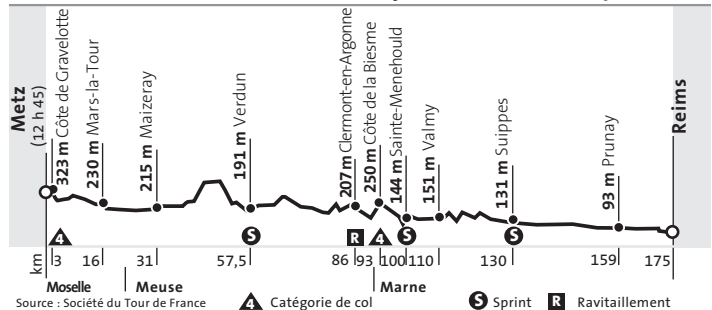 Metz
(12 h 45)
323 m Côte de Gravelotte
230 m Mars-la-Tour
215 m Maizeray
191 m Verdun
207 m Clermont-en-Argonne
250 m Côte de la Biesme
144 m Sainte-Menehould
151 m Valmy
131 m Suippes
93 m Prunay
Reims
4 S R 4 S S
km 3 16 31 57,5 86 93 100 110 130 159 175
Moselle Meuse Marne
Source : Société du Tour de France 4 Catégorie de col S Sprint R Ravitaillement